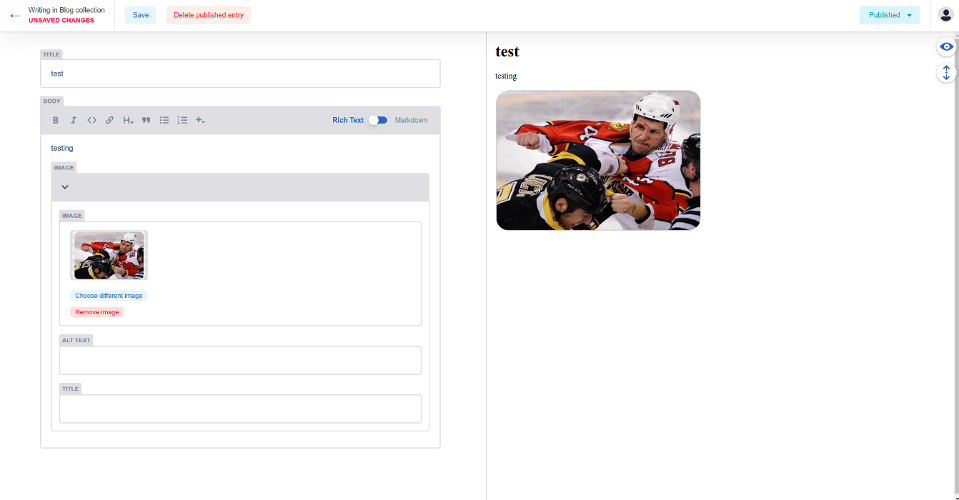 Writing in Blog collection
UNSAVED CHANGES
Save
Delete published entry
Published
TITLE
test
BODY
B I <> H Rich Text Markdown
testing
IMAGE
IMAGE
Choose different image
Remove image
ALT TEXT
TITLE
test
testing